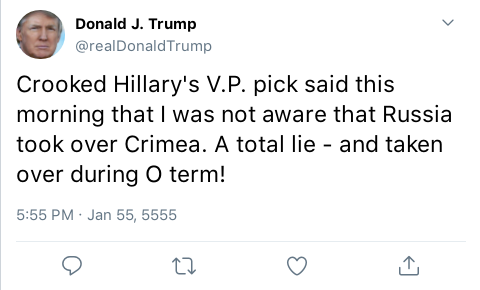 Donald J. Trump
@realDonaldTrump
Crooked Hillary's V.P. pick said this
morning that I was not aware that Russia
took over Crimea. A total lie - and taken
over during O term!
5:55 PM · Jan 55, 5555